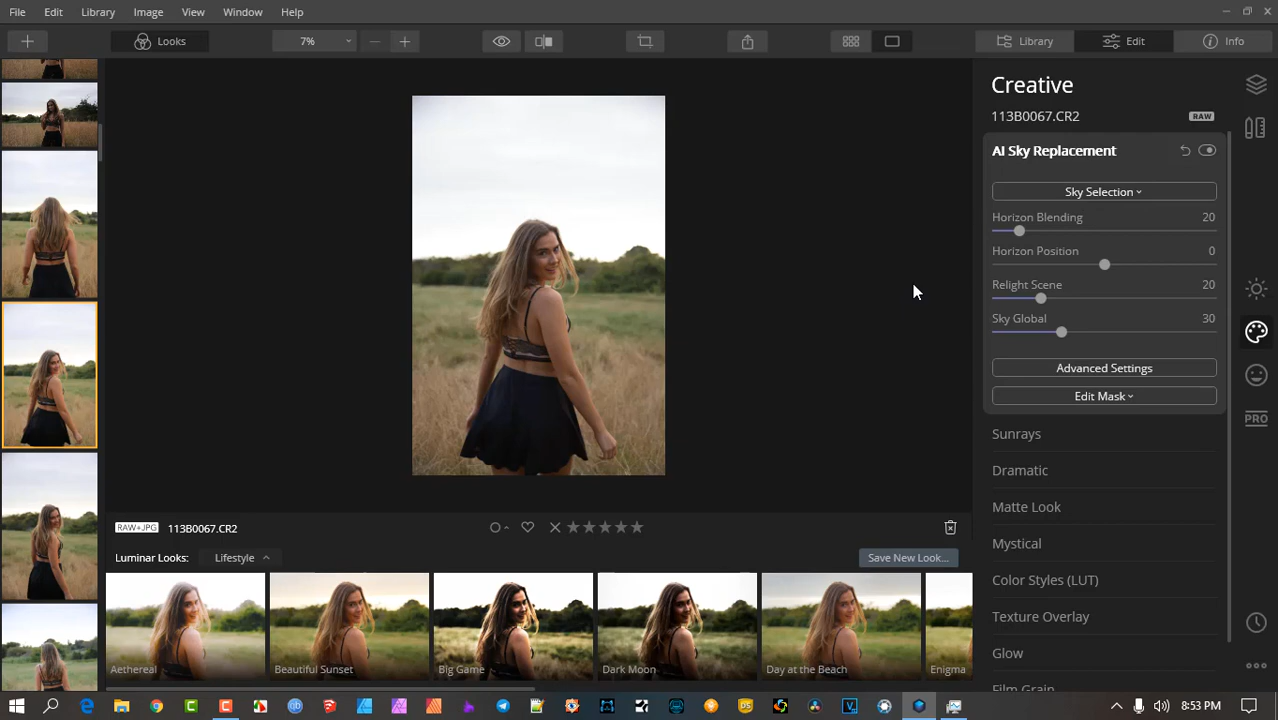 File Edit Library Image View Window Help
Looks 7% Library Edit Info
Creative
113B0067.CR2 RAW
AI Sky Replacement
Sky Selection
Horizon Blending 20
Horizon Position 0
Relight Scene 20
Sky Global 30
Advanced Settings
Edit Mask
PRO
Sunrays
Dramatic
Matte Look
Mystical
Color Styles (LUT)
Texture Overlay
Glow
Film Grain
RAW+JPG 113B0067.CR2
Luminar Looks: Lifestyle Save New Look...
Aethereal Beautiful Sunset Big Game Dark Moon Day at the Beach Enigma
8:53 PM